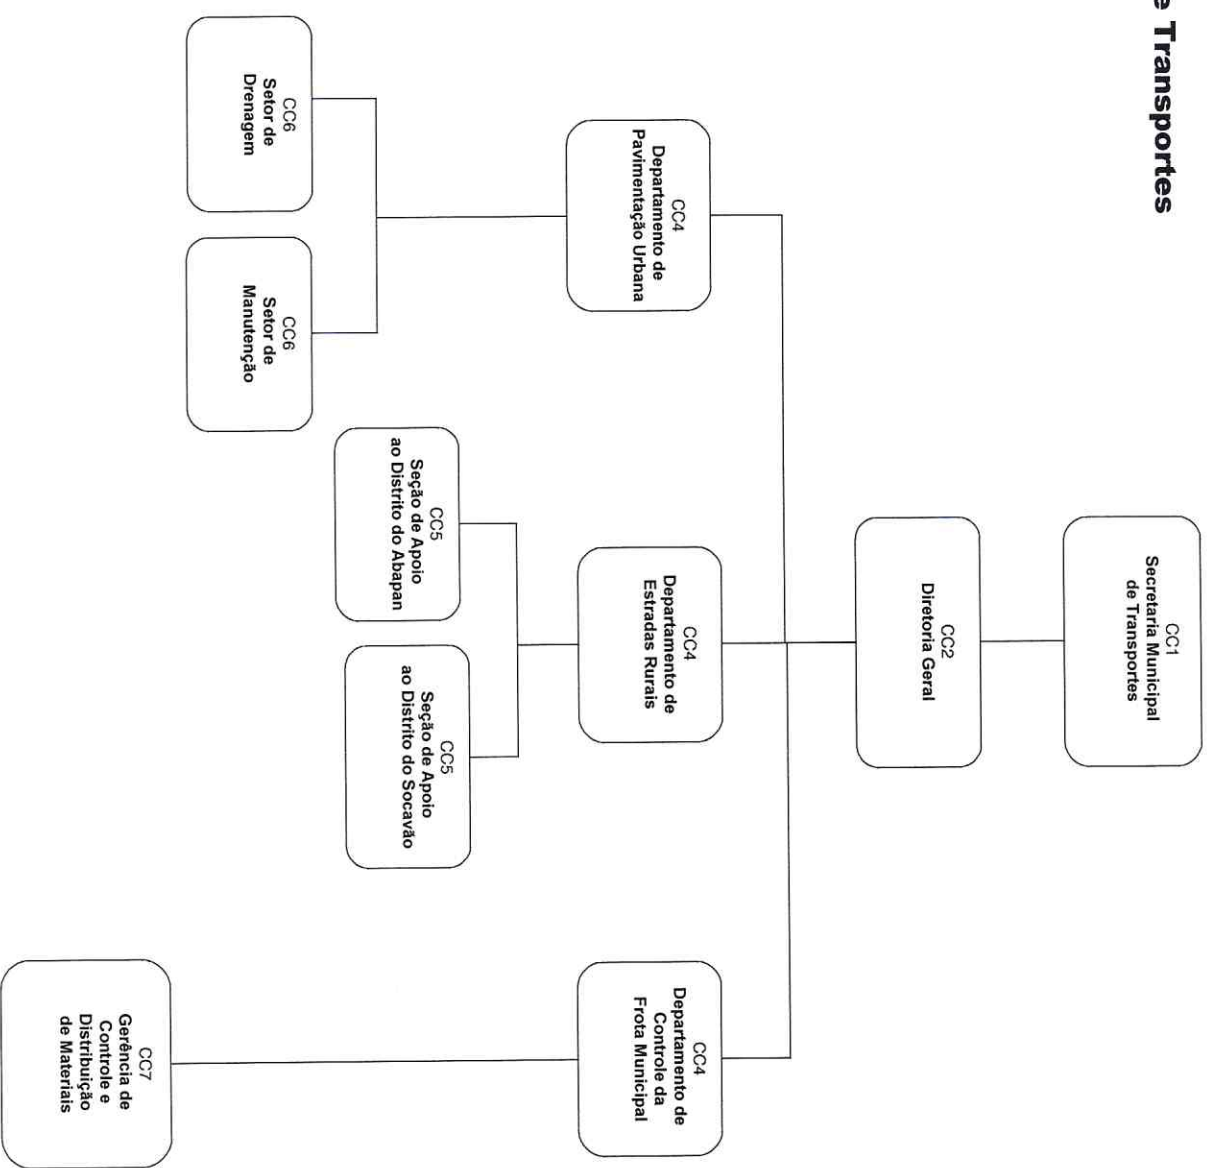 e Transportes
CC1
Secretaria Municipal
de Transportes
CC2
Diretoria Geral
CC4
Departamento de
Pavimentação Urbana
CC4
Departamento de
Estradas Rurais
CC4
Departamento de
Controle da
Frota Municipal
CC5
Seção de Apoio
ao Distrito do Abapan
CC5
Seção de Apoio
ao Distrito do Socavão
CC6
Setor de
Drenagem
CC6
Setor de
Manutenção
CC7
Gerência de
Controle e
Distribuição
de Materiais